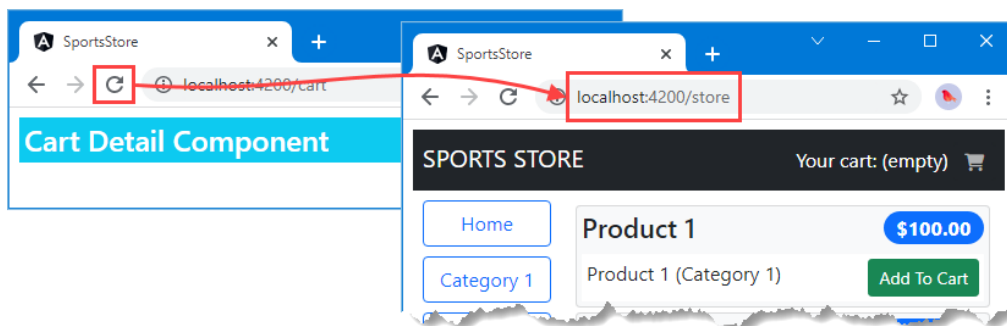 SportsStore
localhost:4200/cart
Cart Detail Component
SportsStore
localhost:4200/store
SPORTS STORE
Your cart: (empty)
Home
Product 1
$100.00
Category 1
Product 1 (Category 1)
Add To Cart